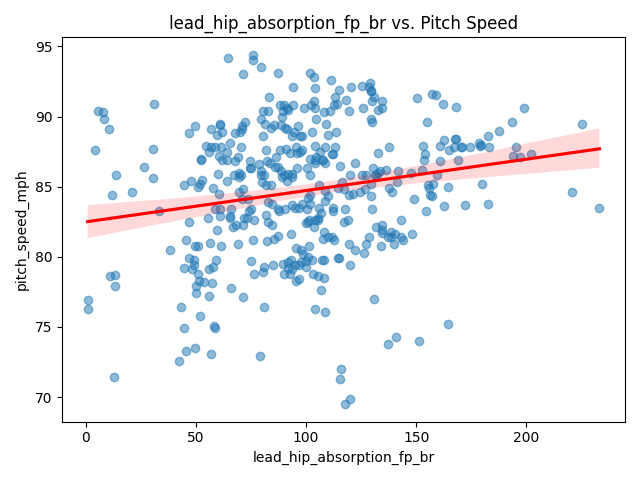 lead_hip_absorption_fp_br vs. Pitch Speed
pitch_speed_mph
95
90
85
80
75
70
0 50 100 150 200
lead_hip_absorption_fp_br